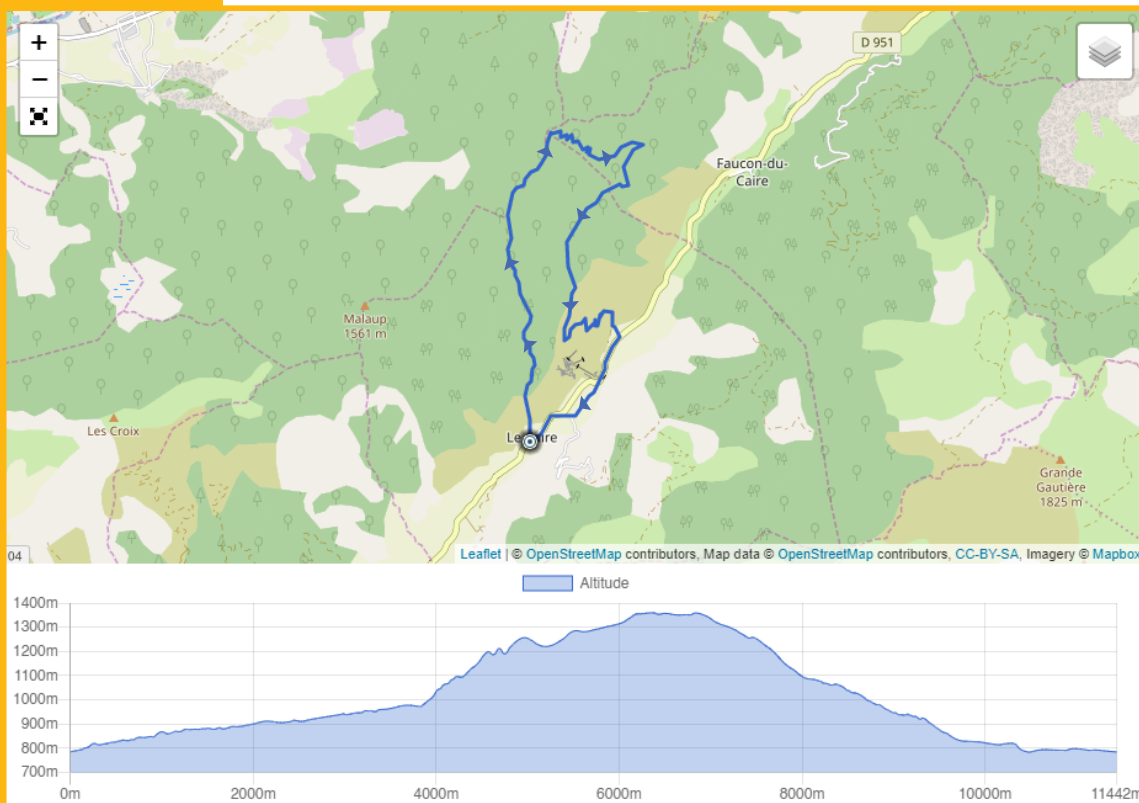 +
−
D 951
Faucon-du-
Caire
Malaup
1561 m
Les Croix
Grande
Gautière
1825 m
04
Leaflet | © OpenStreetMap contributors, Map data © OpenStreetMap contributors, CC-BY-SA, Imagery © Mapbox
Altitude
1400m
1300m
1200m
1100m
1000m
900m
800m
700m
0m 2000m 4000m 6000m 8000m 10000m 11442m